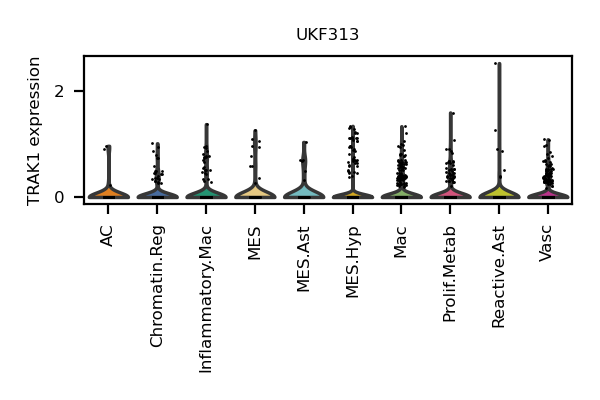 UKF313
TRAK1 expression
2
0
AC
Chromatin.Reg
Inflammatory.Mac
MES
MES.Ast
MES.Hyp
Mac
Prolif.Metab
Reactive.Ast
Vasc